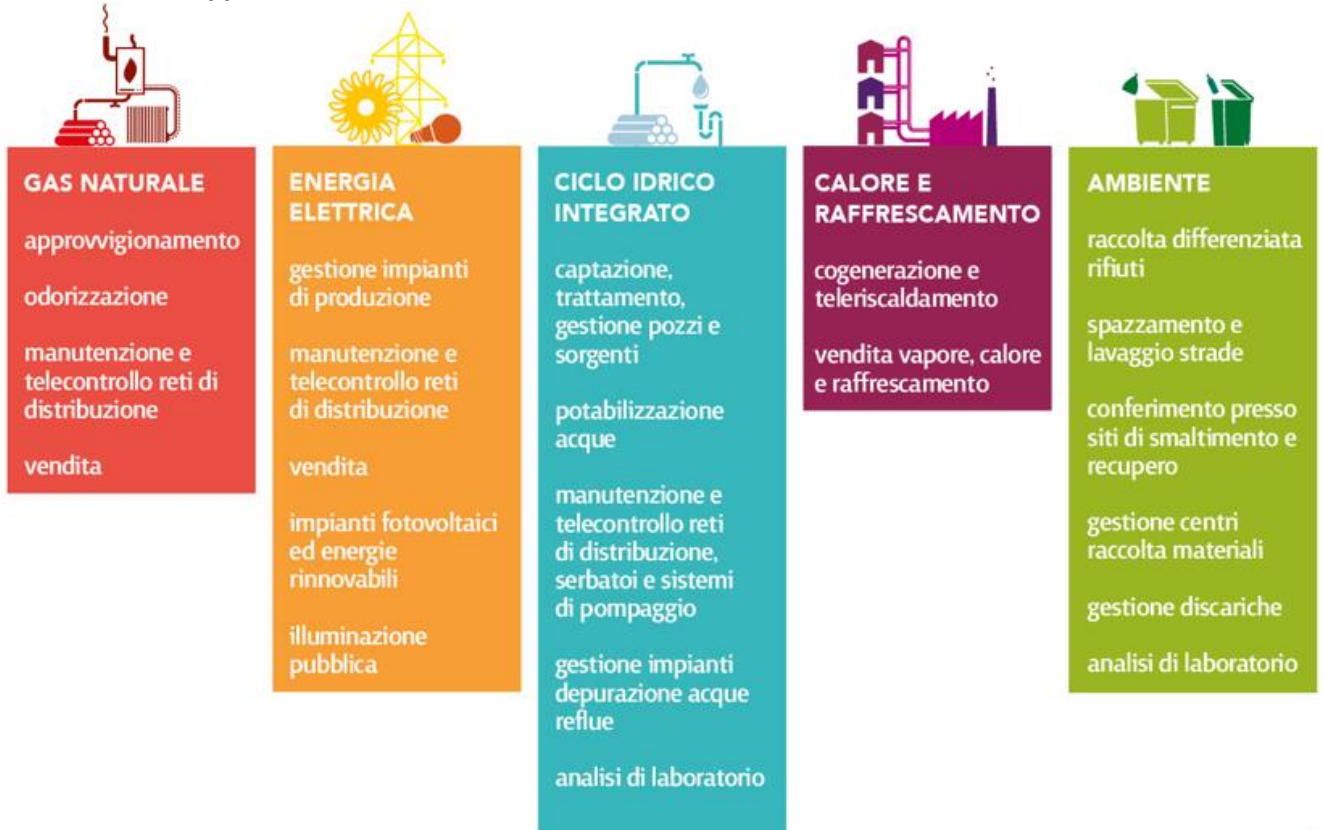 GAS NATURALE
approvvigionamento
odorizzazione
manutenzione e
telecontrollo reti di
distribuzione
vendita
ENERGIA
ELETTRICA
gestione impianti
di produzione
manutenzione e
telecontrollo reti
di distribuzione
vendita
impianti fotovoltaici
ed energie
rinnovabili
illuminazione
pubblica
CICLO IDRICO
INTEGRATO
captazione,
trattamento,
gestione pozzi e
sorgenti
potabilizzazione
acque
manutenzione e
telecontrollo reti
di distribuzione,
serbatoi e sistemi
di pompaggio
gestione impianti
depurazione acque
reflue
analisi di laboratorio
CALORE E
RAFFRESCAMENTO
cogenerazione e
teleriscaldamento
vendita vapore, calore
e raffrescamento
AMBIENTE
raccolta differenziata
rifiuti
spazzamento e
lavaggio strade
conferimento presso
siti di smaltimento e
recupero
gestione centri
raccolta materiali
gestione discariche
analisi di laboratorio